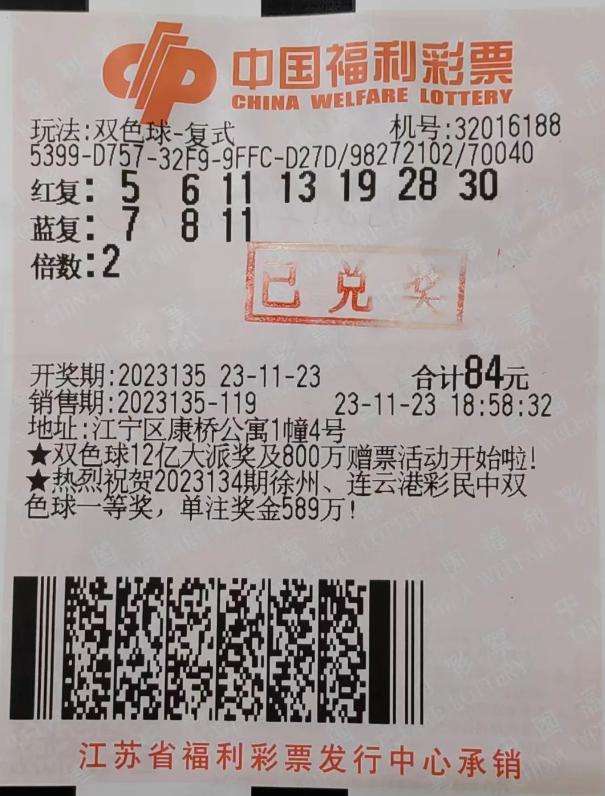 中国福利彩票
CHINA WELFARE LOTTERY
玩法:双色球-复式 机号:32016188
5399-D757-32F9-9FFC-D27D/98272102/70040
红复: 5 6 11 13 19 28 30
蓝复: 7 8 11
倍数:2
已兑奖
开奖期:2023135 23-11-23 合计84元
销售期:2023135-119 23-11-23 18:58:32
地址:江宁区康桥公寓1幢4号
★双色球12亿大派奖及800万赠票活动开始啦!
★热烈祝贺2023134期徐州、连云港彩民中双
色球一等奖，单注奖金589万!
江苏省福利彩票发行中心承销